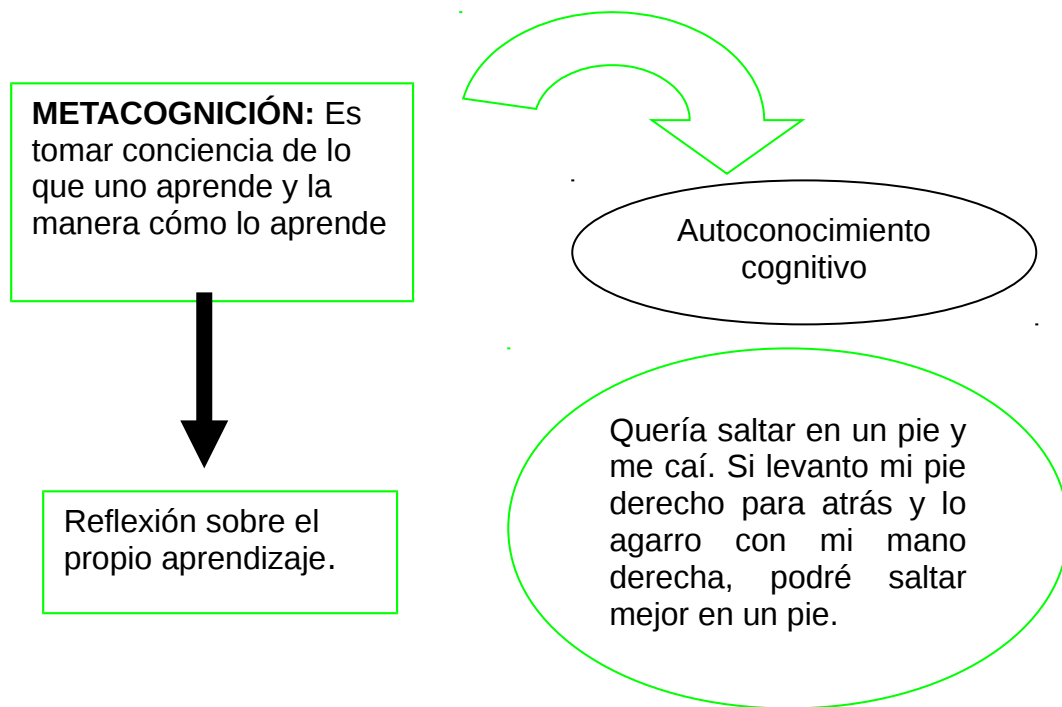 METACOGNICIÓN: Es
tomar conciencia de lo
que uno aprende y la
manera cómo lo aprende
Autoconocimiento
cognitivo
Reflexión sobre el
propio aprendizaje.
Quería saltar en un pie y
me caí. Si levanto mi pie
derecho para atrás y lo
agarro con mi mano
derecha, podré saltar
mejor en un pie.